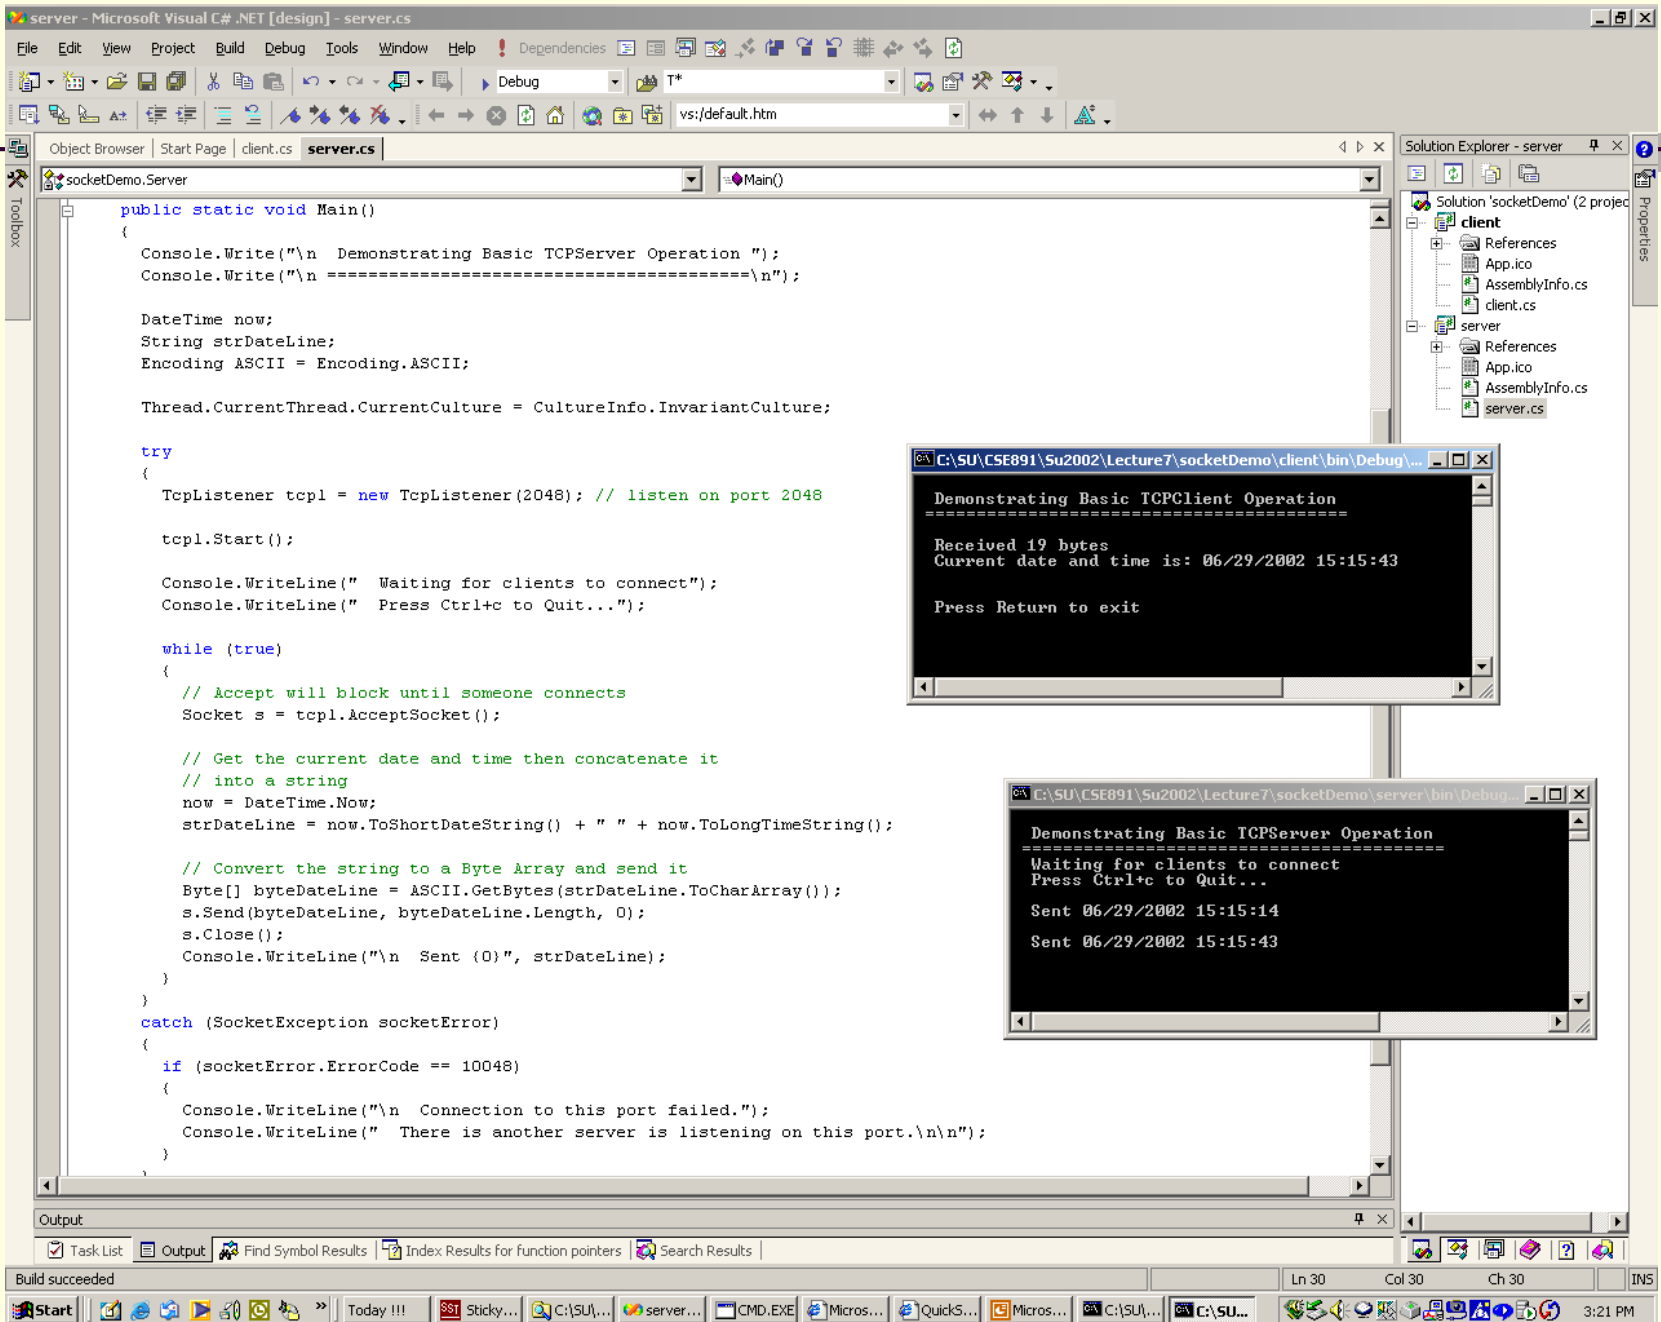 server - Microsoft Visual C# .NET [design] - server.cs
File Edit View Project Build Debug Tools Window Help ! Dependencies
Debug T*
vs:/default.htm
Object Browser Start Page client.cs server.cs
socketDemo.Server Main()
Toolbox
public static void Main()
{
Console.Write("\n  Demonstrating Basic TCPServer Operation ");
Console.Write("\n =========================================\n");
DateTime now;
String strDateLine;
Encoding ASCII = Encoding.ASCII;
Thread.CurrentThread.CurrentCulture = CultureInfo.InvariantCulture;
try
{
TcpListener tcpl = new TcpListener(2048); // listen on port 2048
tcpl.Start();
Console.WriteLine("  Waiting for clients to connect");
Console.WriteLine("  Press Ctrl+c to Quit...");
while (true)
{
// Accept will block until someone connects
Socket s = tcpl.AcceptSocket();
// Get the current date and time then concatenate it
// into a string
now = DateTime.Now;
strDateLine = now.ToShortDateString() + " " + now.ToLongTimeString();
// Convert the string to a Byte Array and send it
Byte[] byteDateLine = ASCII.GetBytes(strDateLine.ToCharArray());
s.Send(byteDateLine, byteDateLine.Length, 0);
s.Close();
Console.WriteLine("\n  Sent {0}", strDateLine);
}
}
catch (SocketException socketError)
{
if (socketError.ErrorCode == 10048)
{
Console.WriteLine("\n  Connection to this port failed.");
Console.WriteLine("  There is another server is listening on this port.\n\n");
}
}
C:\SU\CSE891\Su2002\Lecture7\socketDemo\client\bin\Debug\...
Demonstrating Basic TCPClient Operation
=========================================
Received 19 bytes
Current date and time is: 06/29/2002 15:15:43
Press Return to exit
C:\SU\CSE891\Su2002\Lecture7\socketDemo\server\bin\Debug...
Demonstrating Basic TCPServer Operation
=========================================
Waiting for clients to connect
Press Ctrl+c to Quit...
Sent 06/29/2002 15:15:14
Sent 06/29/2002 15:15:43
Solution Explorer - server
Solution 'socketDemo' (2 projec
client
References
App.ico
AssemblyInfo.cs
client.cs
server
References
App.ico
AssemblyInfo.cs
server.cs
Properties
Output
Task List Output Find Symbol Results Index Results for function pointers Search Results
Build succeeded Ln 30 Col 30 Ch 30 INS
Start Today !!! SST Sticky... C:\SU\... server... CMD.EXE Micros... QuickS... Micros... C:\SU\... C:\SU... 3:21 PM